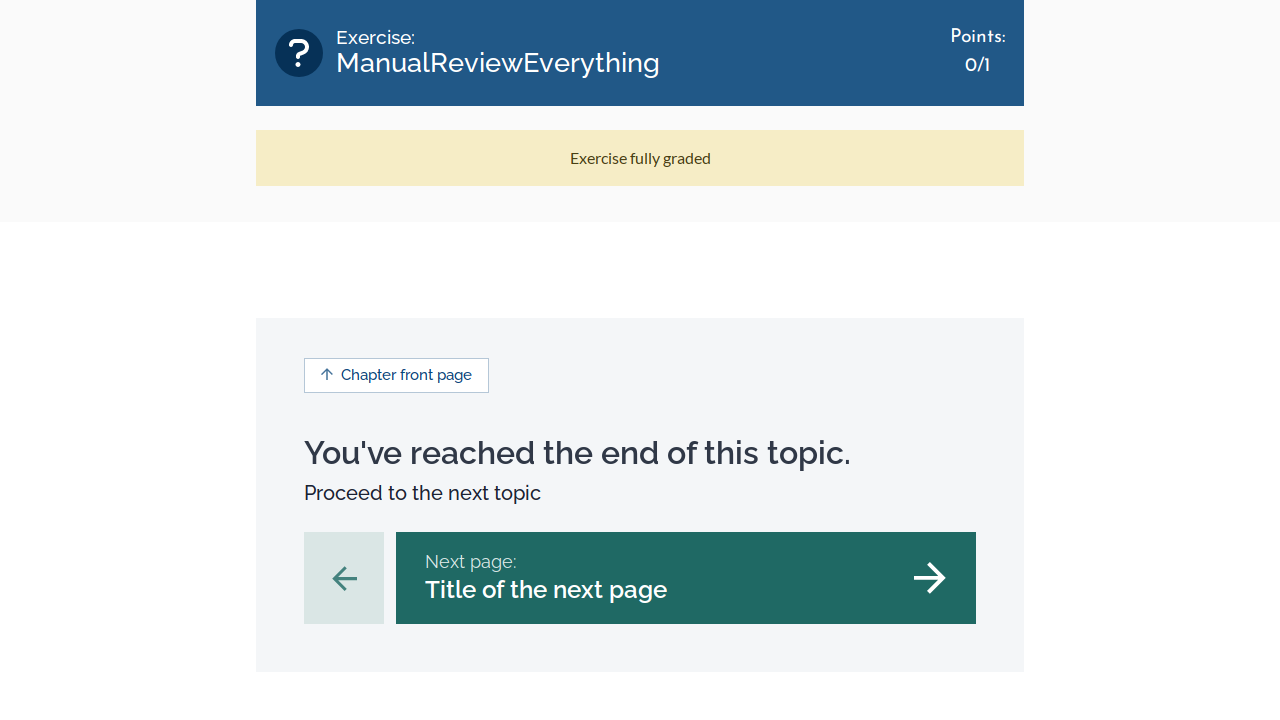 Exercise:
ManualReviewEverything
Points:
0/1
Exercise fully graded
Chapter front page
You've reached the end of this topic.
Proceed to the next topic
Next page:
Title of the next page